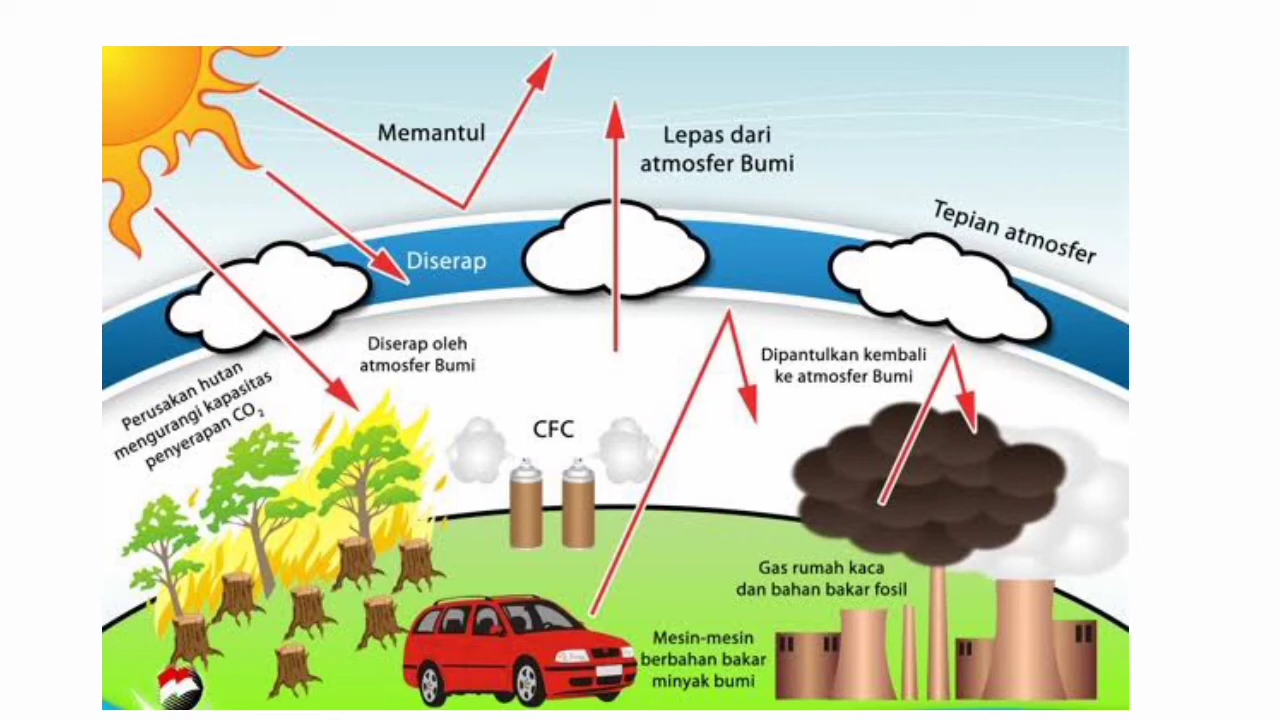 Memantul
Lepas dari
atmosfer Bumi
Tepian atmosfer
Diserap
Diserap oleh
atmosfer Bumi
Dipantulkan kembali
ke atmosfer Bumi
Perusakan hutan
mengurangi kapasitas
penyerapan CO₂
CFC
Gas rumah kaca
dan bahan bakar fosil
Mesin-mesin
berbahan bakar
minyak bumi